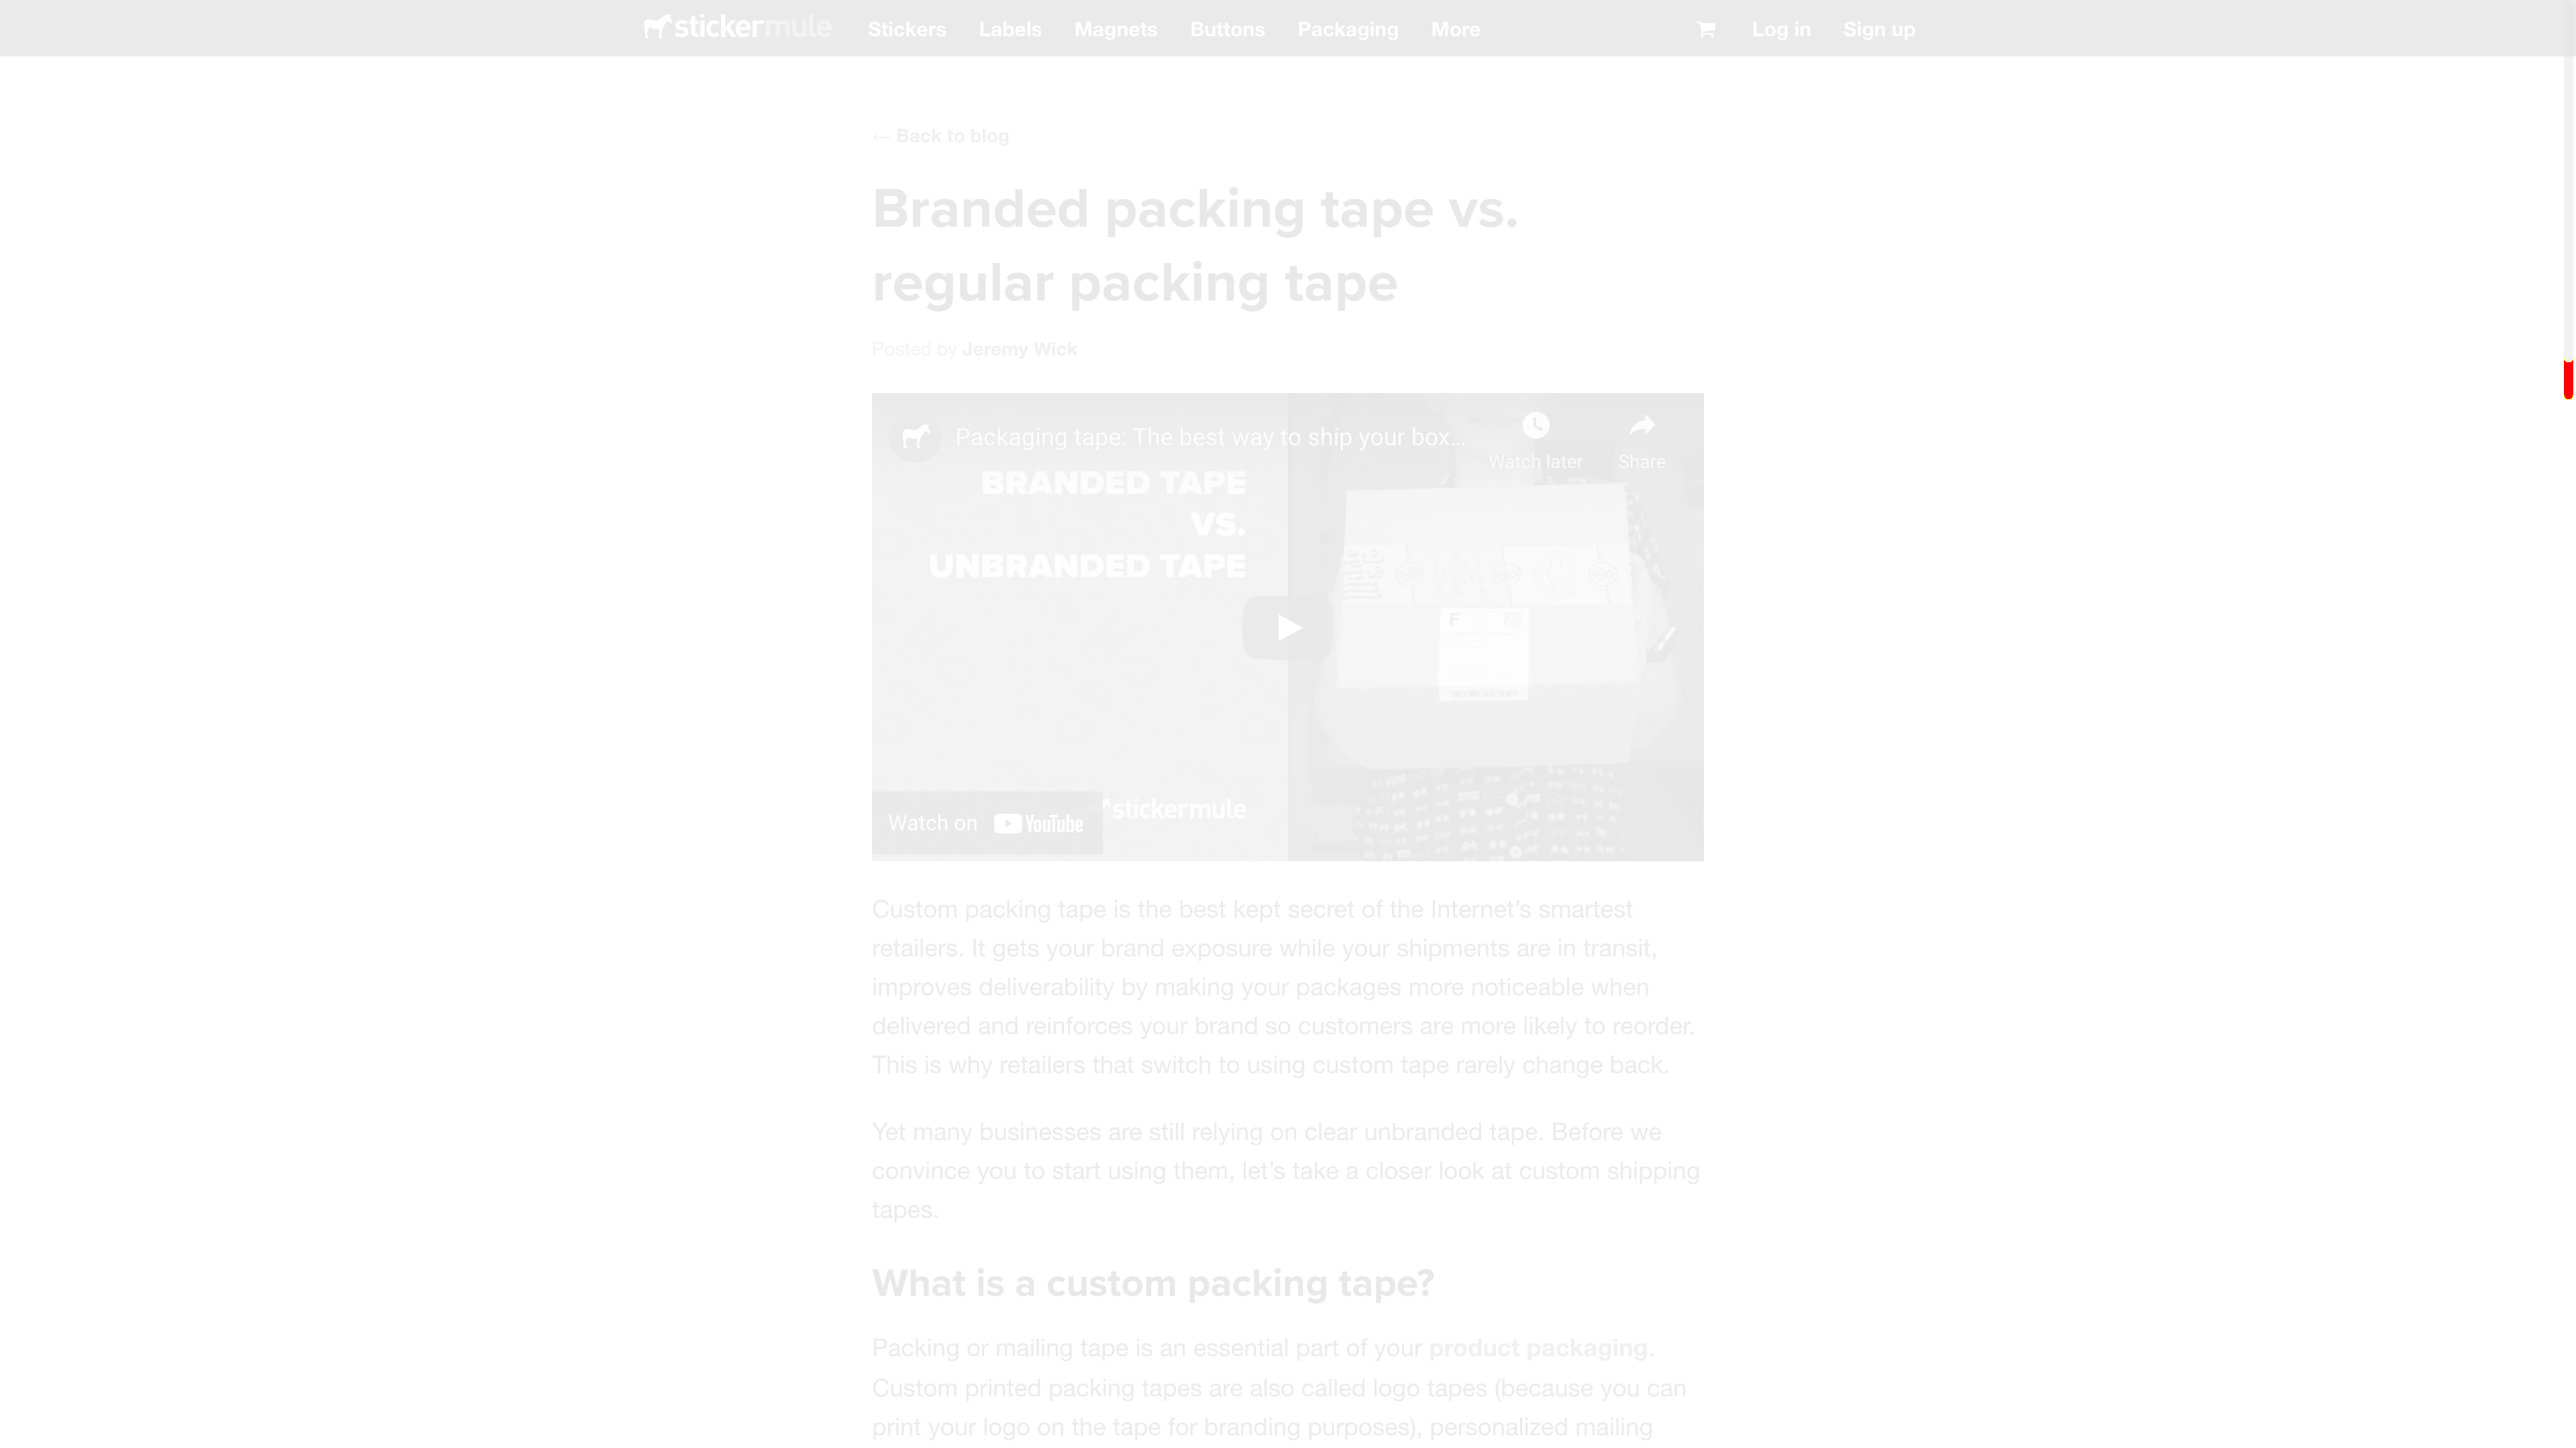 stickermule Stickers Labels Magnets Buttons Packaging More Log in Sign up
← Back to blog
Branded packing tape vs.
regular packing tape
Posted by Jeremy Wick
Packaging tape: The best way to ship your box...
Watch later Share
BRANDED TAPE
VS.
UNBRANDED TAPE
F
stickermule
Watch on YouTube
Custom packing tape is the best kept secret of the Internet’s smartest
retailers. It gets your brand exposure while your shipments are in transit,
improves deliverability by making your packages more noticeable when
delivered and reinforces your brand so customers are more likely to reorder.
This is why retailers that switch to using custom tape rarely change back.
Yet many businesses are still relying on clear unbranded tape. Before we
convince you to start using them, let’s take a closer look at custom shipping
tapes.
What is a custom packing tape?
Packing or mailing tape is an essential part of your product packaging.
Custom printed packing tapes are also called logo tapes (because you can
print your logo on the tape for branding purposes), personalized mailing